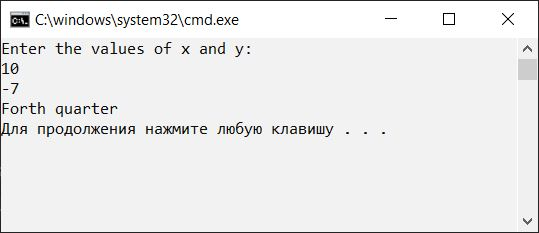 C:\windows\system32\cmd.exe
Enter the values of x and y:
10
-7
Forth quarter
Для продолжения нажмите любую клавишу . . .